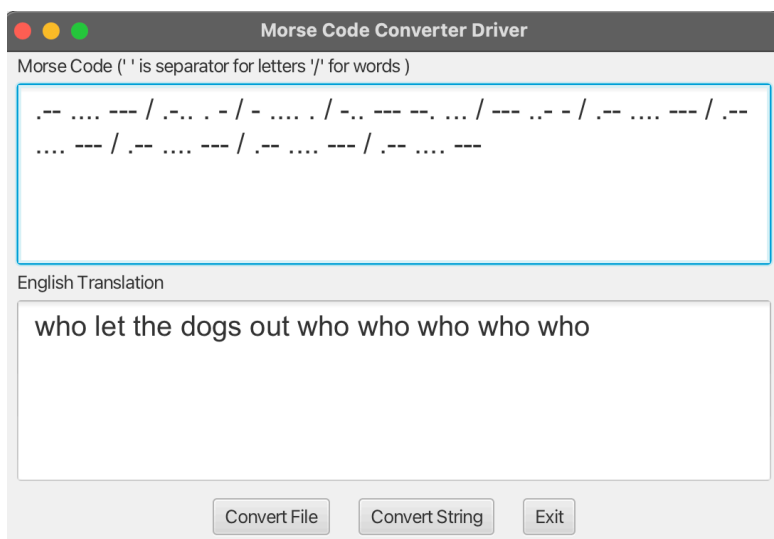 Morse Code Converter Driver
Morse Code (' ' is separator for letters '/' for words )
.-- .... --- / .-.. . - / - .... . / -.. --- --. ... / --- ..- - / .-- .... --- / .--
.... --- / .-- .... --- / .-- .... --- / .-- .... ---
English Translation
who let the dogs out who who who who who
Convert File Convert String Exit